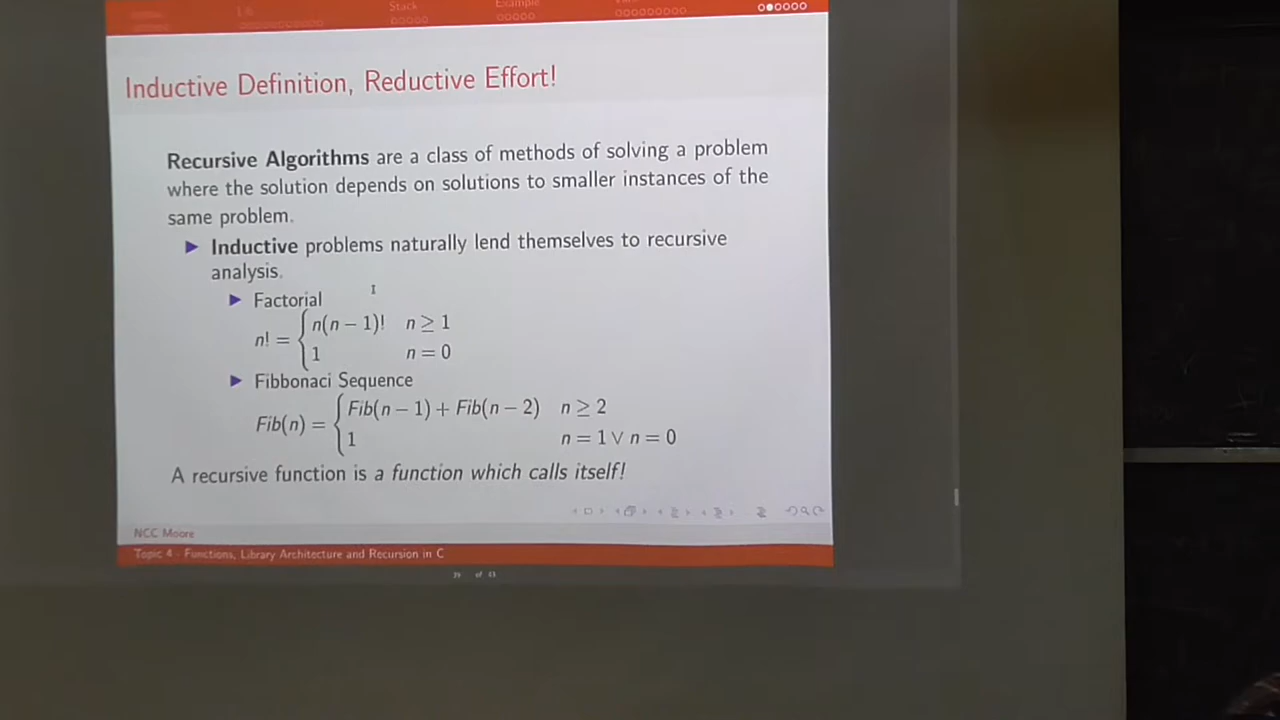 Stack
Example
Inductive Definition, Reductive Effort!
Recursive Algorithms are a class of methods of solving a problem
where the solution depends on solutions to smaller instances of the
same problem.
▶ Inductive problems naturally lend themselves to recursive
analysis.
▶ Factorial
n! = { n(n − 1)! n ≥ 1
1 n = 0
▶ Fibbonaci Sequence
Fib(n) = { Fib(n − 1) + Fib(n − 2) n ≥ 2
1 n = 1 ∨ n = 0
A recursive function is a function which calls itself!
NCC Moore
Topic 4 - Functions, Library Architecture and Recursion in C